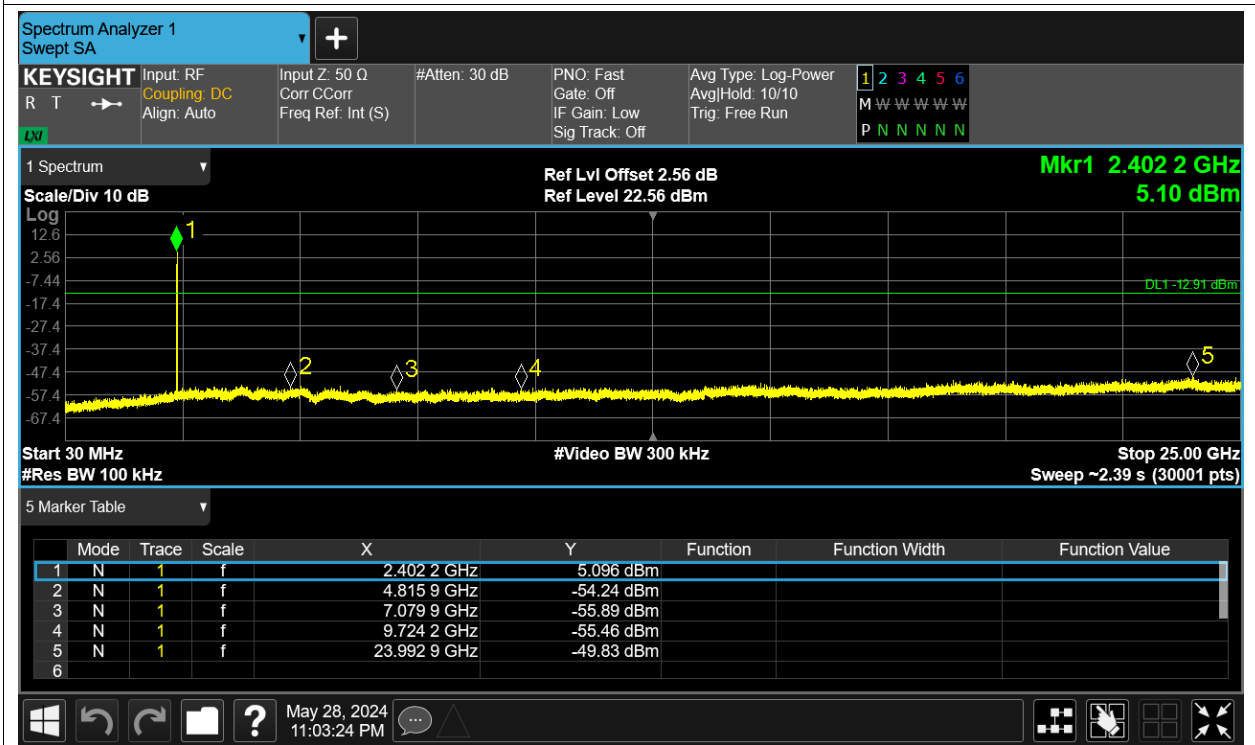 Spectrum Analyzer 1
Swept SA
KEYSIGHT Input: RF Input Z: 50 Ω #Atten: 30 dB PNO: Fast Avg Type: Log-Power 1 2 3 4 5 6
R T Coupling: DC Corr CCorr Gate: Off Avg|Hold: 10/10 M W W W W W
Align: Auto Freq Ref: Int (S) IF Gain: Low Trig: Free Run
LXI Sig Track: Off P N N N N N
1 Spectrum Ref Lvl Offset 2.56 dB Mkr1 2.402 2 GHz
Scale/Div 10 dB Ref Level 22.56 dBm 5.10 dBm
Log
1
12.6
2.56
-7.44
DL1 -12.91 dBm
-17.4
-27.4
-37.4
2 3 4 5
-47.4
-57.4
-67.4
Start 30 MHz #Video BW 300 kHz Stop 25.00 GHz
#Res BW 100 kHz Sweep ~2.39 s (30001 pts)
5 Marker Table
Mode Trace Scale X Y Function Function Width Function Value
1 N 1 f 2.402 2 GHz 5.096 dBm
2 N 1 f 4.815 9 GHz -54.24 dBm
3 N 1 f 7.079 9 GHz -55.89 dBm
4 N 1 f 9.724 2 GHz -55.46 dBm
5 N 1 f 23.992 9 GHz -49.83 dBm
6
? May 28, 2024
11:03:24 PM